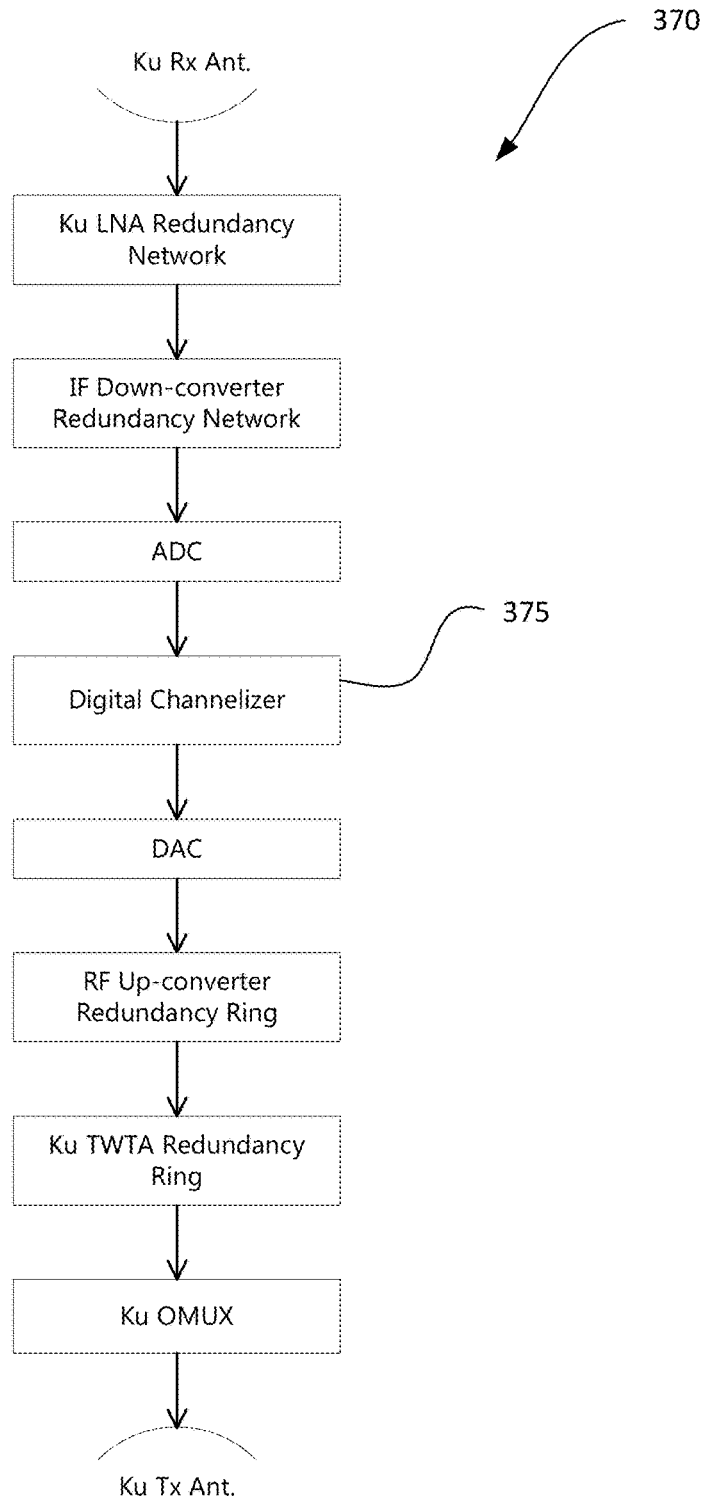 370
Ku Rx Ant.
Ku LNA Redundancy
Network
IF Down-converter
Redundancy Network
ADC
375
Digital Channelizer
DAC
RF Up-converter
Redundancy Ring
Ku TWTA Redundancy
Ring
Ku OMUX
Ku Tx Ant.